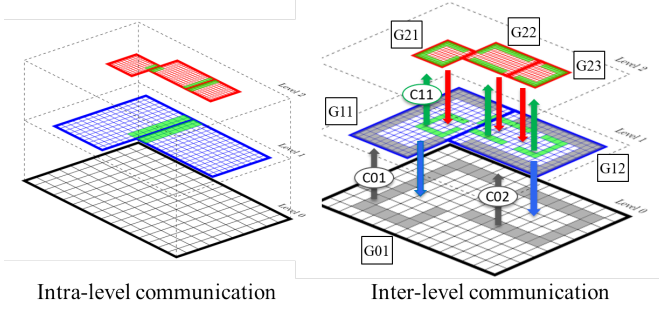 Level 2
Level 1
Level 0
Intra-level communication
G21
G22
G23
Level 2
C11
G11
Level 1
G12
C01
C02
Level 0
G01
Inter-level communication